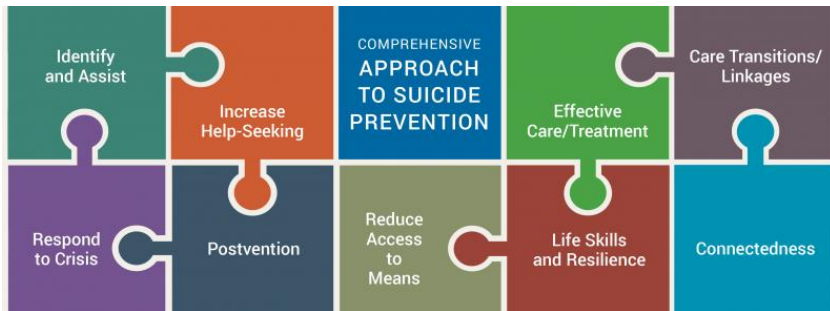 Identify
and Assist
Increase
Help-Seeking
COMPREHENSIVE
APPROACH
TO SUICIDE
PREVENTION
Effective
Care/Treatment
Care Transitions/
Linkages
Respond
to Crisis
Postvention
Reduce
Access
to
Means
Life Skills
and Resilience
Connectedness